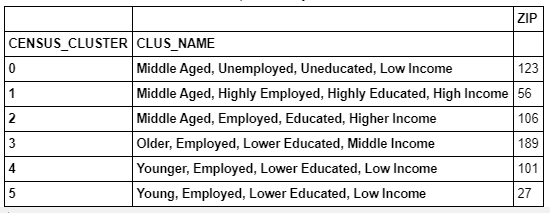 ZIP
CENSUS_CLUSTER CLUS_NAME
0 Middle Aged, Unemployed, Uneducated, Low Income 123
1 Middle Aged, Highly Employed, Highly Educated, High Income 56
2 Middle Aged, Employed, Educated, Higher Income 106
3 Older, Employed, Lower Educated, Middle Income 189
4 Younger, Employed, Lower Educated, Low Income 101
5 Young, Employed, Lower Educated, Low Income 27